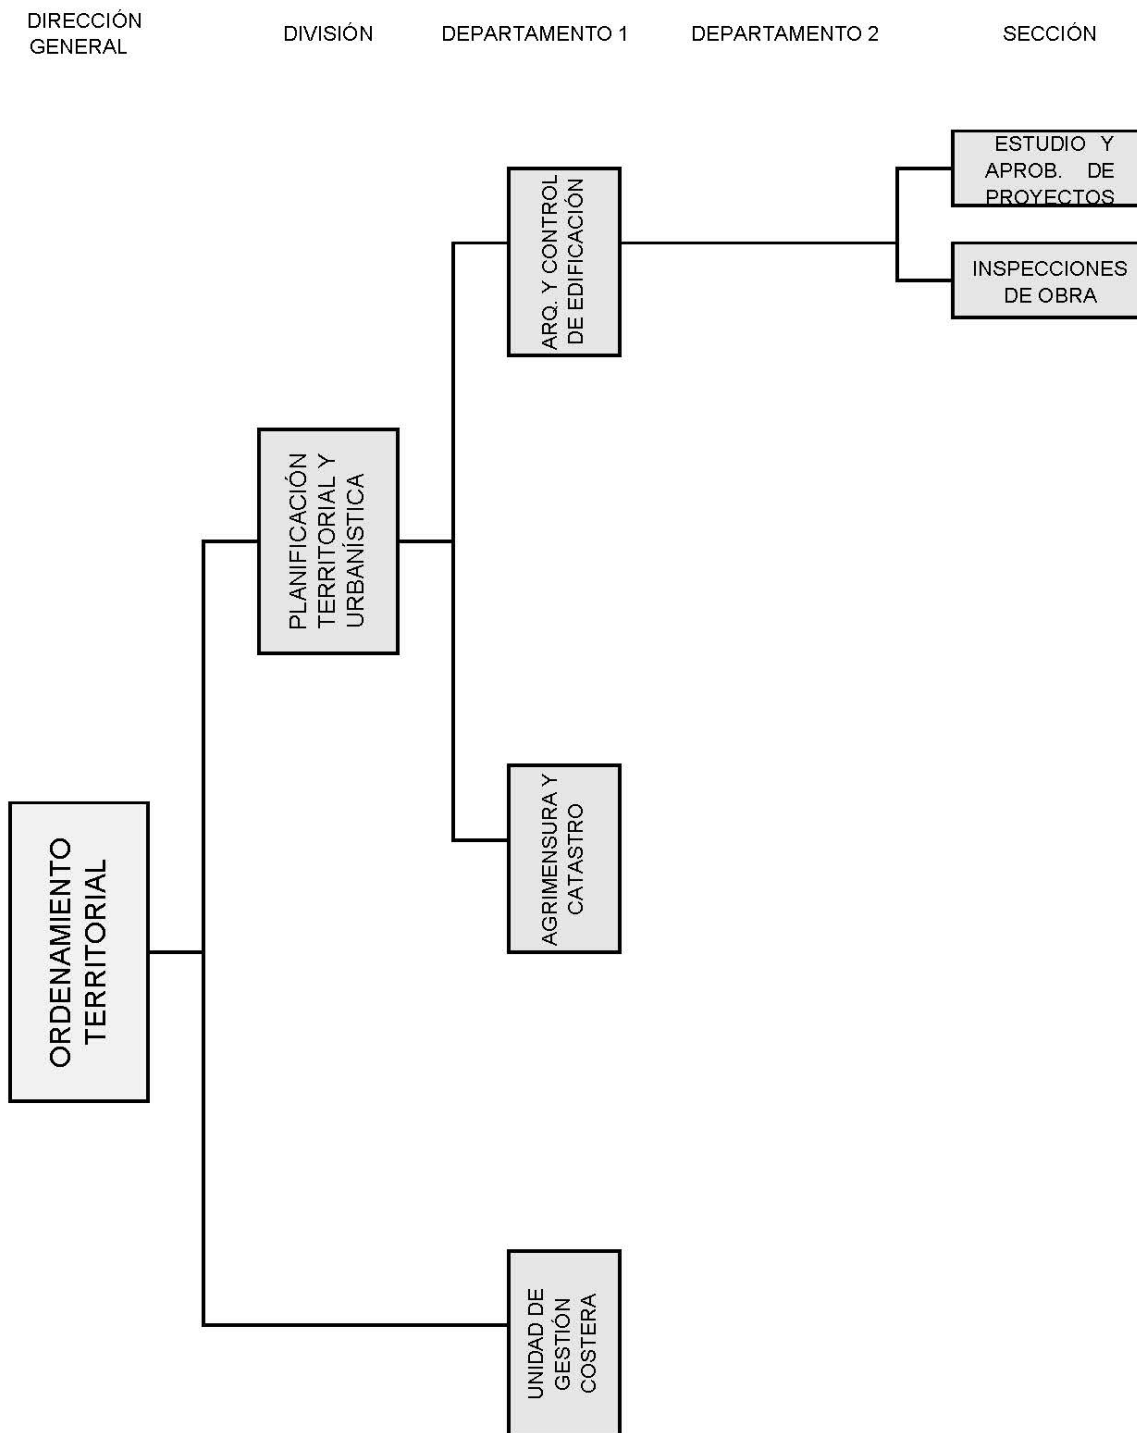 DIRECCIÓN
GENERAL
DIVISIÓN
DEPARTAMENTO 1
DEPARTAMENTO 2
SECCIÓN
ESTUDIO Y
APROB. DE
PROYECTOS
INSPECCIONES
DE OBRA
ARQ. Y CONTROL
DE EDIFICACIÓN
PLANIFICACIÓN
TERRITORIAL Y
URBANÍSTICA
AGRIMENSURA Y
CATASTRO
ORDENAMIENTO
TERRITORIAL
UNIDAD DE
GESTIÓN
COSTERA